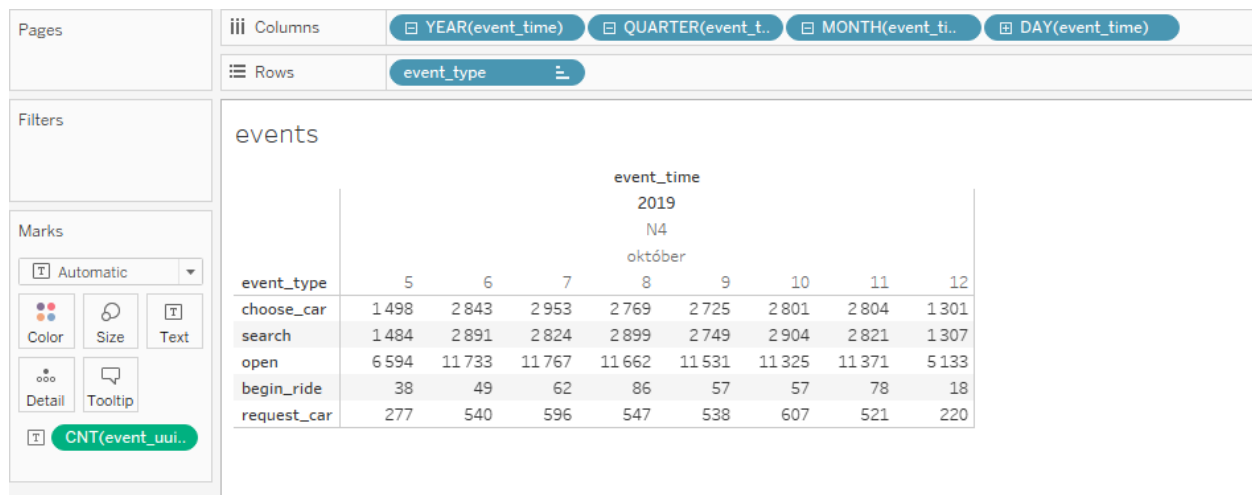 Pages
Columns YEAR(event_time) QUARTER(event_t.. MONTH(event_ti.. DAY(event_time)
Rows event_type
Filters
events
event_time
2019
N4
október
event_type 5 6 7 8 9 10 11 12
choose_car 1 498 2 843 2 953 2 769 2 725 2 801 2 804 1 301
search 1 484 2 891 2 824 2 899 2 749 2 904 2 821 1 307
open 6 594 11 733 11 767 11 662 11 531 11 325 11 371 5 133
begin_ride 38 49 62 86 57 57 78 18
request_car 277 540 596 547 538 607 521 220
Marks
T Automatic
T
Color Size Text
Detail Tooltip
T CNT(event_uui..